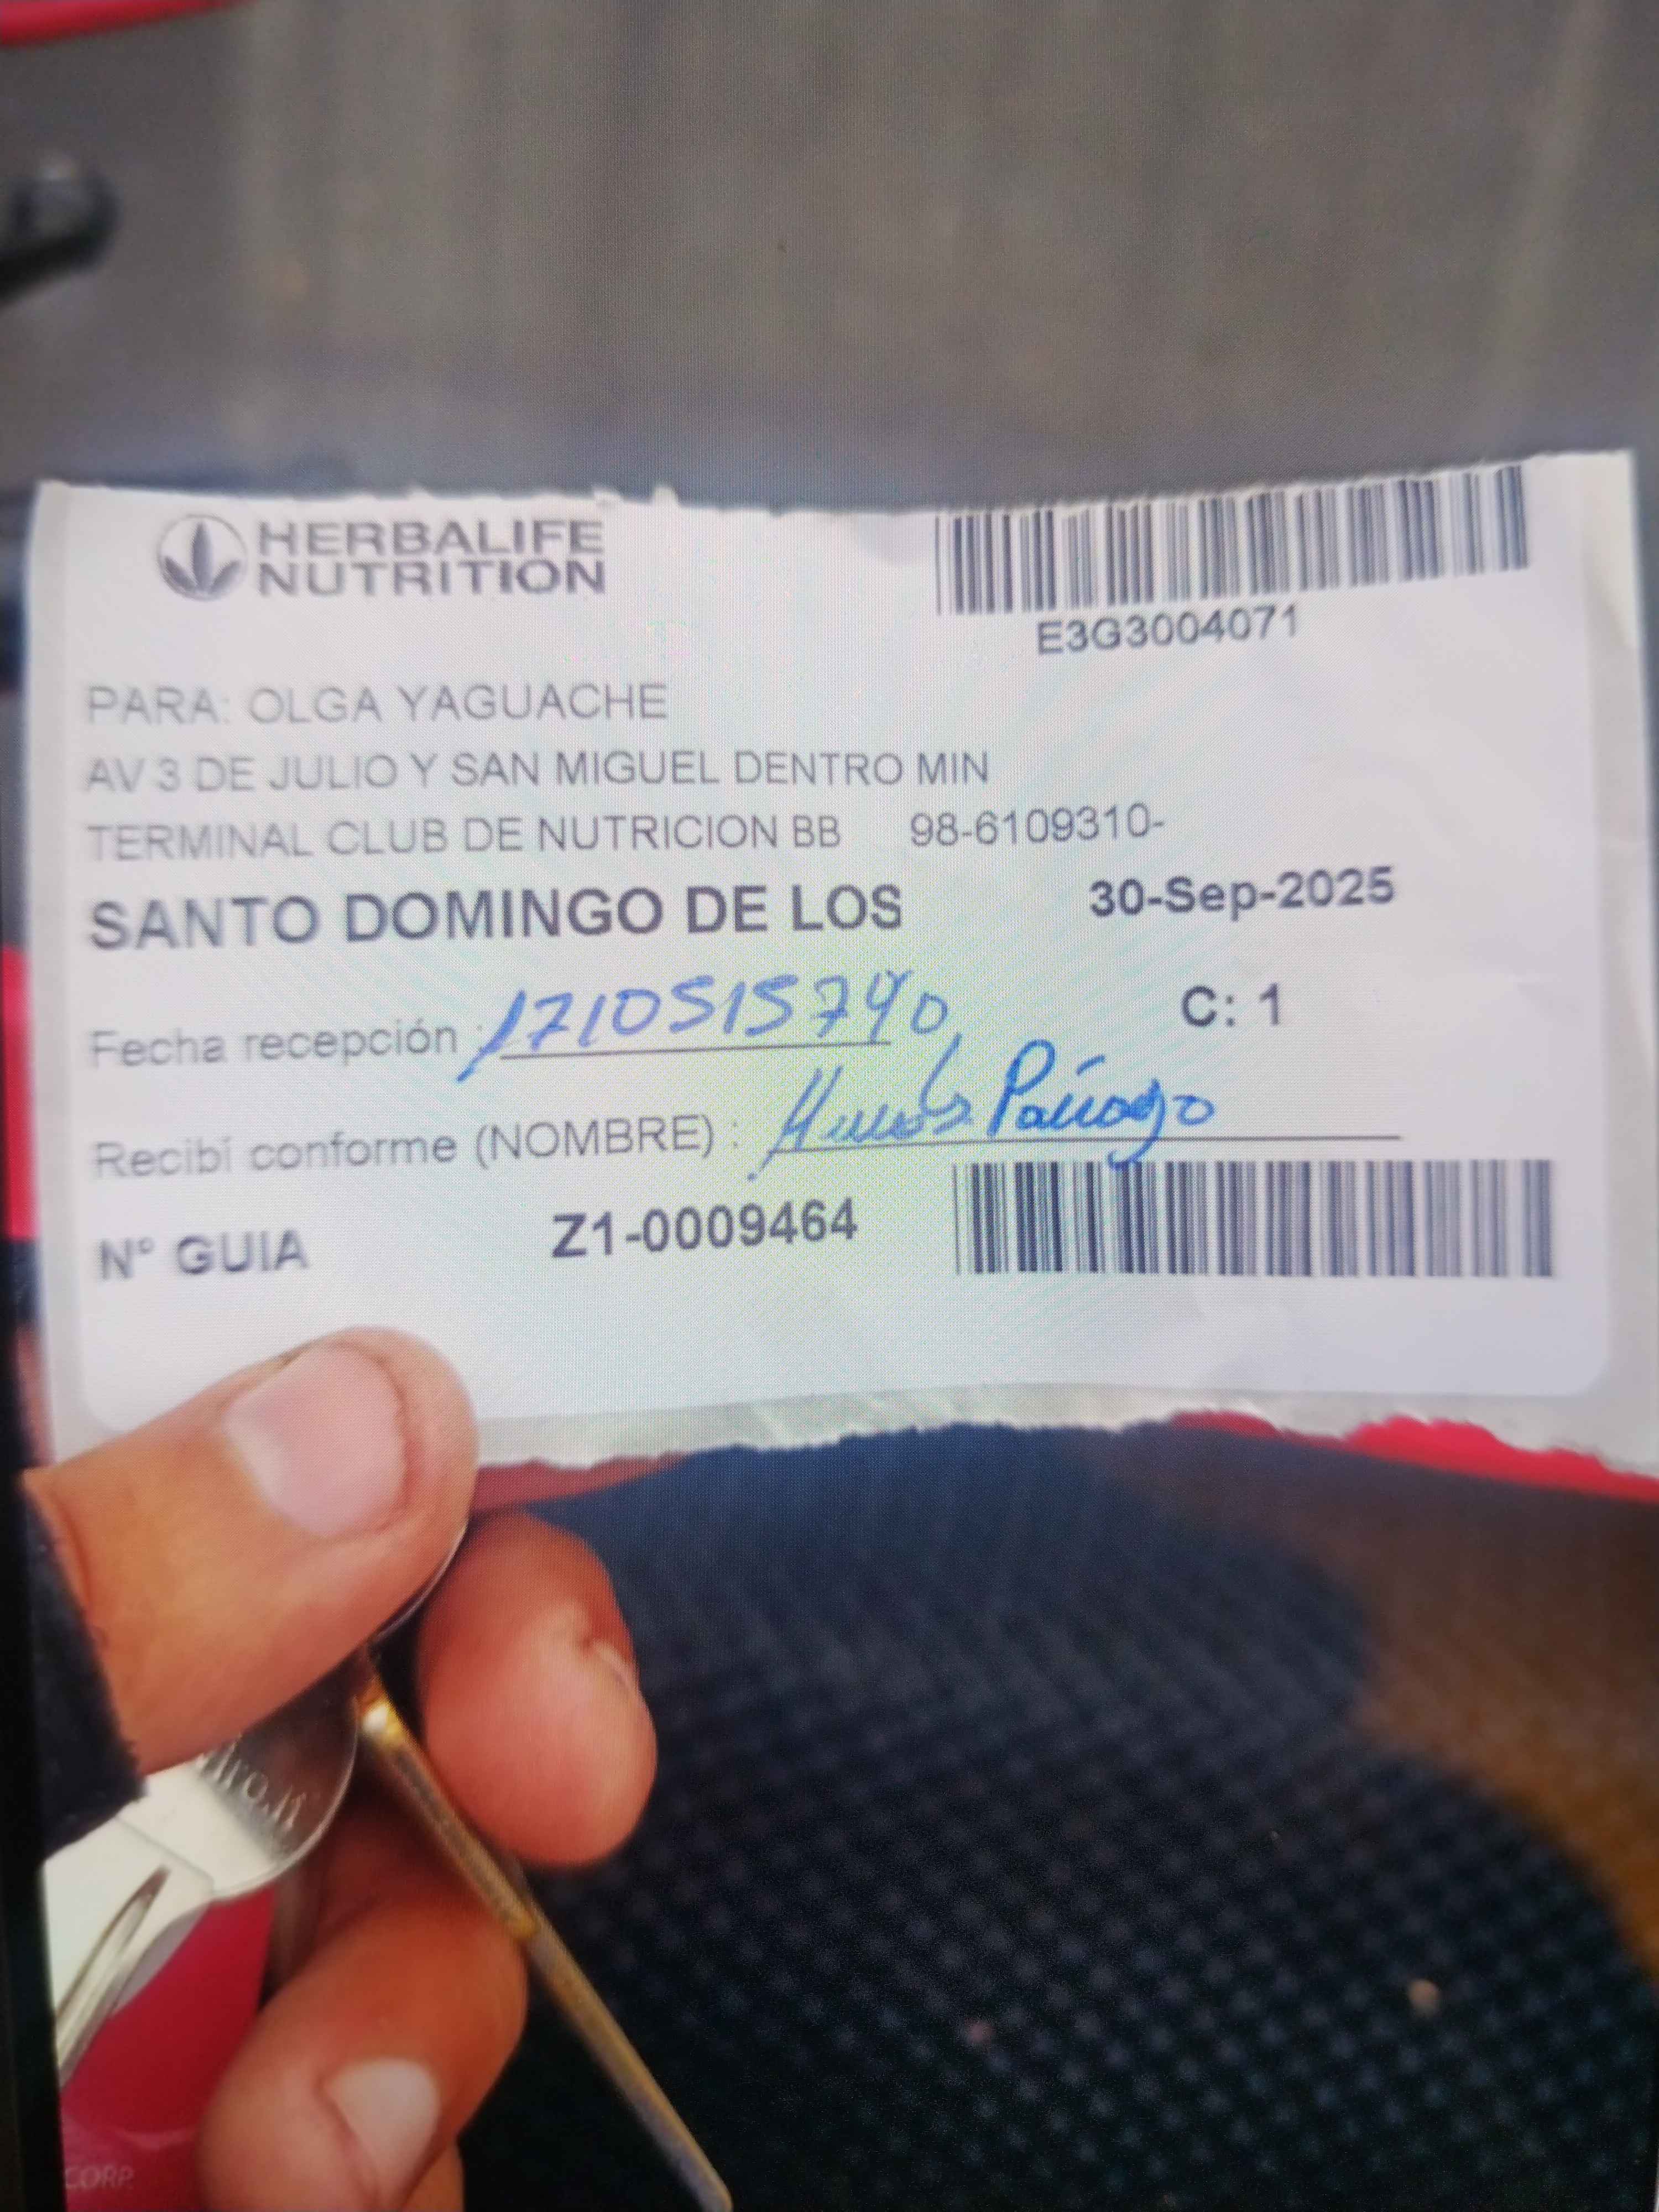 HERBALIFE
NUTRITION
E3G3004071
PARA: OLGA YAGUACHE
AV 3 DE JULIO Y SAN MIGUEL DENTRO MIN
TERMINAL CLUB DE NUTRICION BB 98-6109310-
SANTO DOMINGO DE LOS 30-Sep-2025
Fecha recepción : 1710515740 C: 1
Recibí conforme (NOMBRE) :
N° GUIA Z1-0009464
CORP.